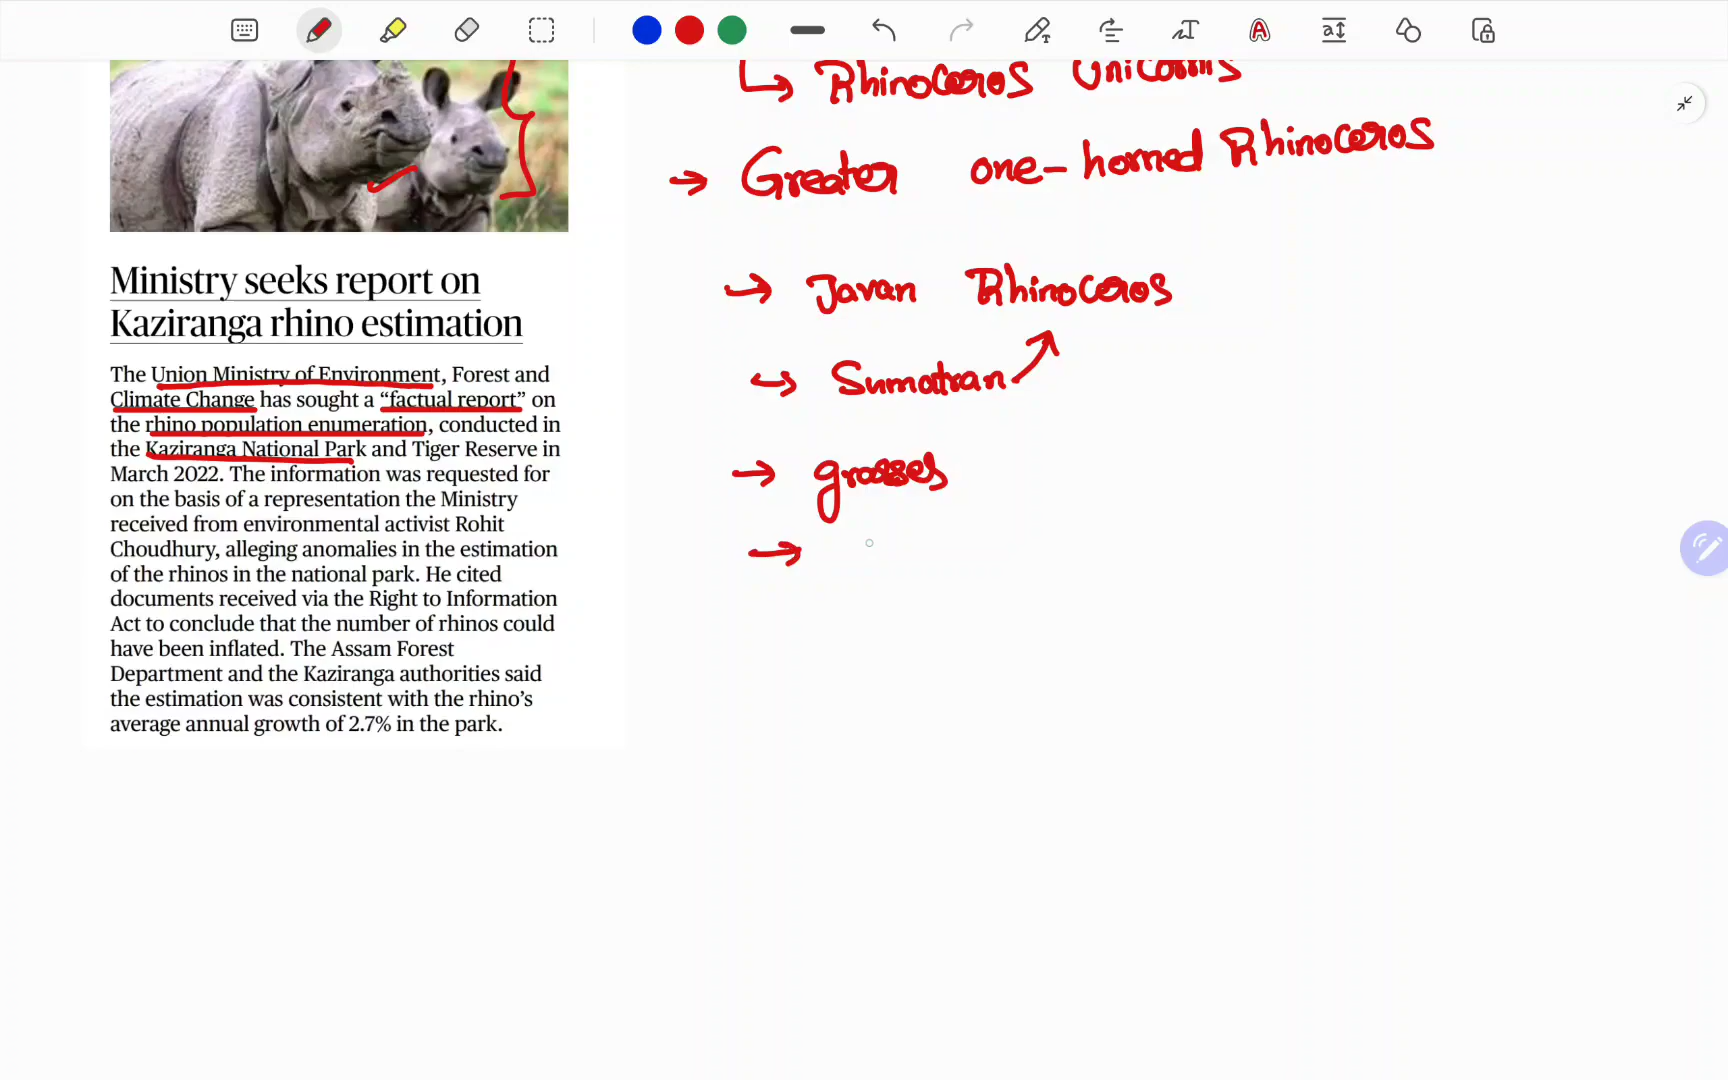 Ministry seeks report on
Kaziranga rhino estimation
The Union Ministry of Environment, Forest and
Climate Change has sought a “factual report” on
the rhino population enumeration, conducted in
the Kaziranga National Park and Tiger Reserve in
March 2022. The information was requested for
on the basis of a representation the Ministry
received from environmental activist Rohit
Choudhury, alleging anomalies in the estimation
of the rhinos in the national park. He cited
documents received via the Right to Information
Act to conclude that the number of rhinos could
have been inflated. The Assam Forest
Department and the Kaziranga authorities said
the estimation was consistent with the rhino’s
average annual growth of 2.7% in the park.
↳ Rhinoceros Unicornis
→ Greater one-horned Rhinoceros
→ Javan Rhinoceros
↪ Sumatran
→ grasses
→